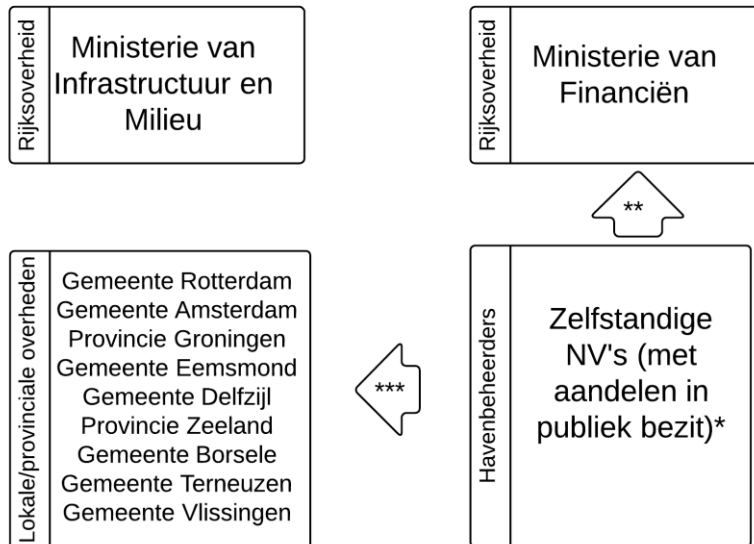 Rijksoverheid
Ministerie van
Infrastructuur en
Milieu
Rijksoverheid
Ministerie van
Financiën
**
Lokale/provinciale overheden
Gemeente Rotterdam
Gemeente Amsterdam
Provincie Groningen
Gemeente Eemsmond
Gemeente Delfzijl
Provincie Zeeland
Gemeente Borsele
Gemeente Terneuzen
Gemeente Vlissingen
***
Havenbeheerders
Zelfstandige
NV's (met
aandelen in
publiek bezit)*